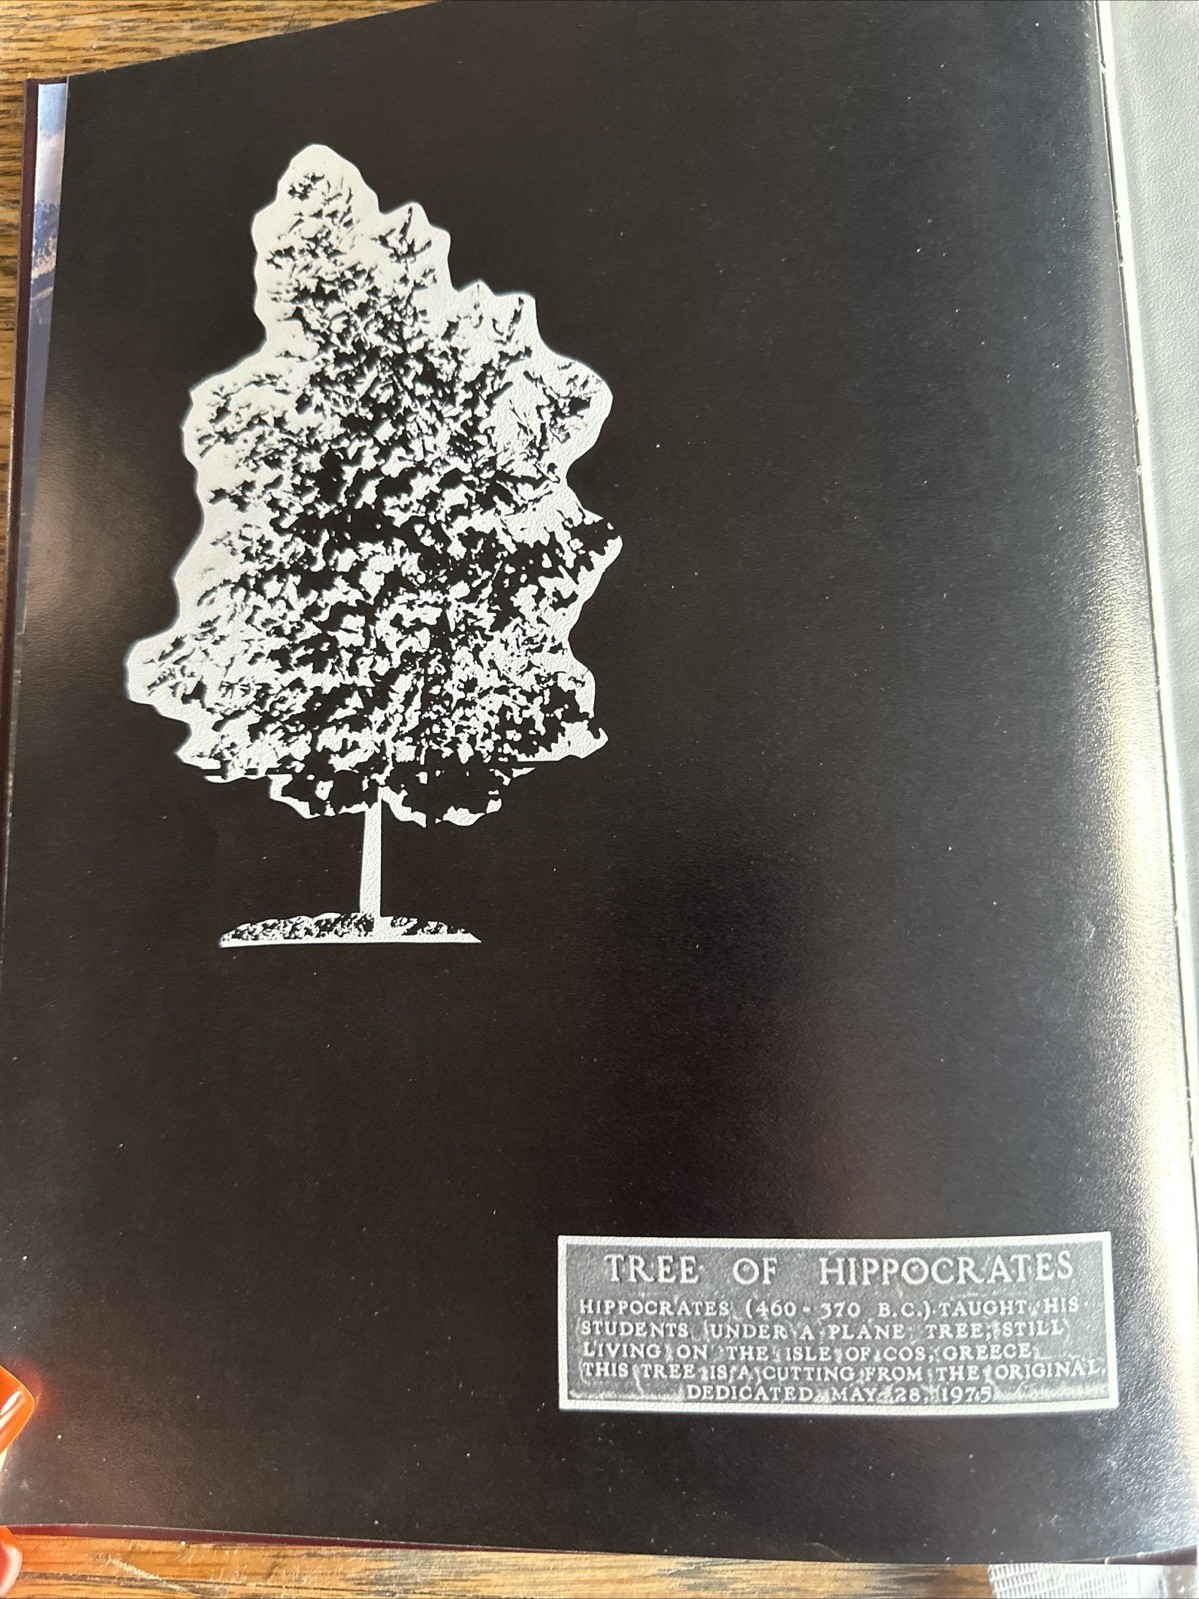 TREE OF HIPPOCRATES
HIPPOCRATES (460-370 B.C.) TAUGHT HIS
STUDENTS UNDER A PLANE TREE, STILL
LIVING ON THE ISLE OF COS, GREECE
THIS TREE IS A CUTTING FROM THE ORIGINAL.
DEDICATED MAY 28, 1975